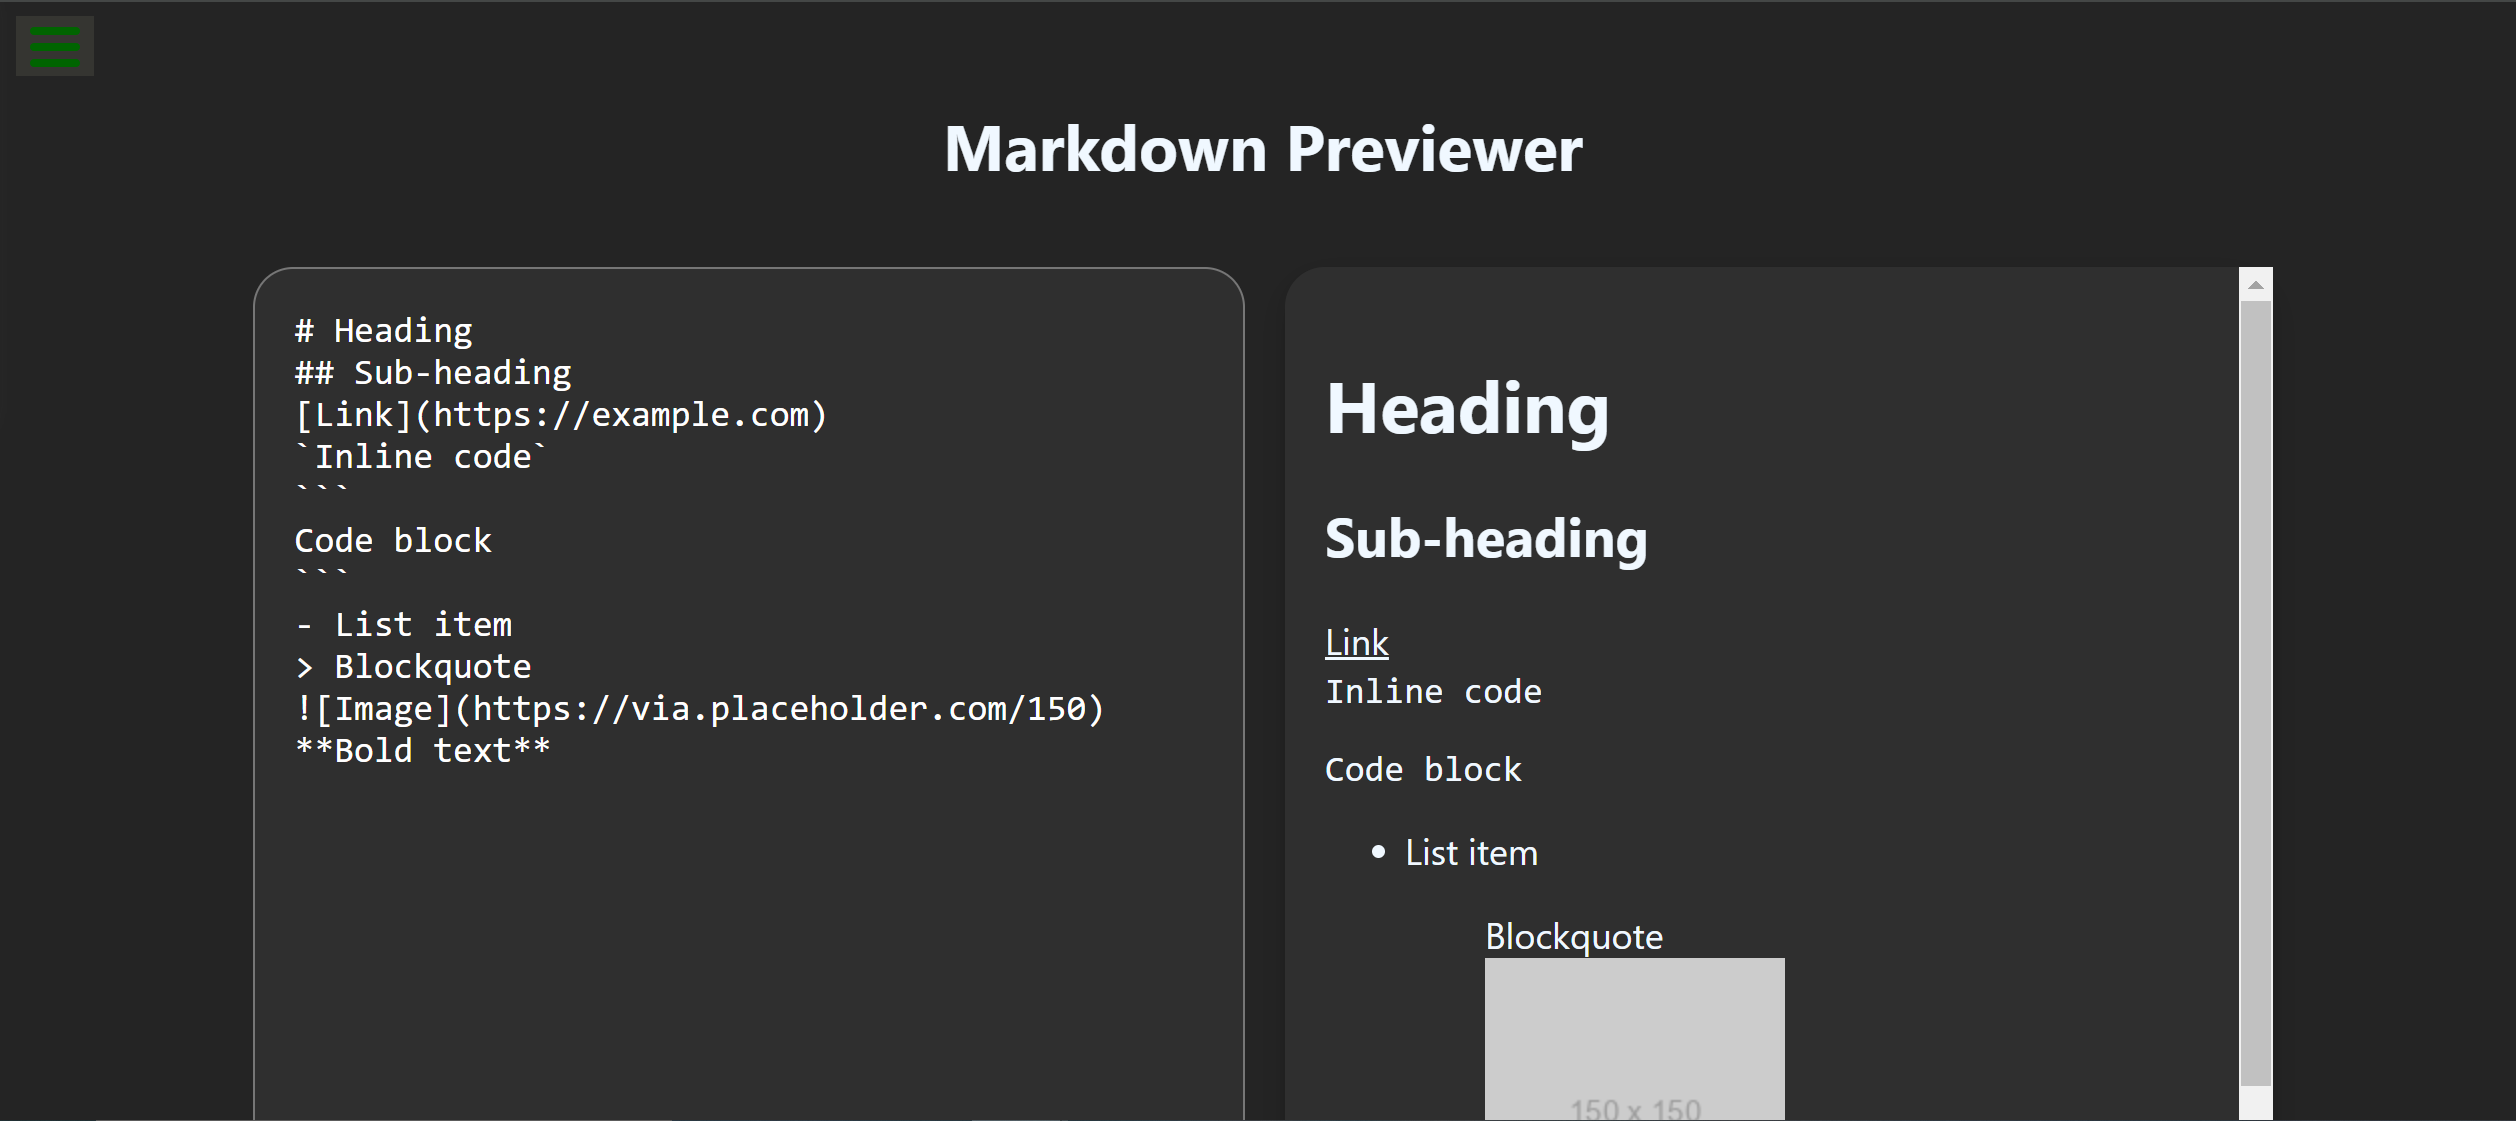 Markdown Previewer
# Heading
## Sub-heading
[Link](https://example.com)
`Inline code`
```
Code block
```
- List item
> Blockquote
![Image](https://via.placeholder.com/150)
**Bold text**
Heading
Sub-heading
Link
Inline code
Code block
• List item
Blockquote
150 x 150